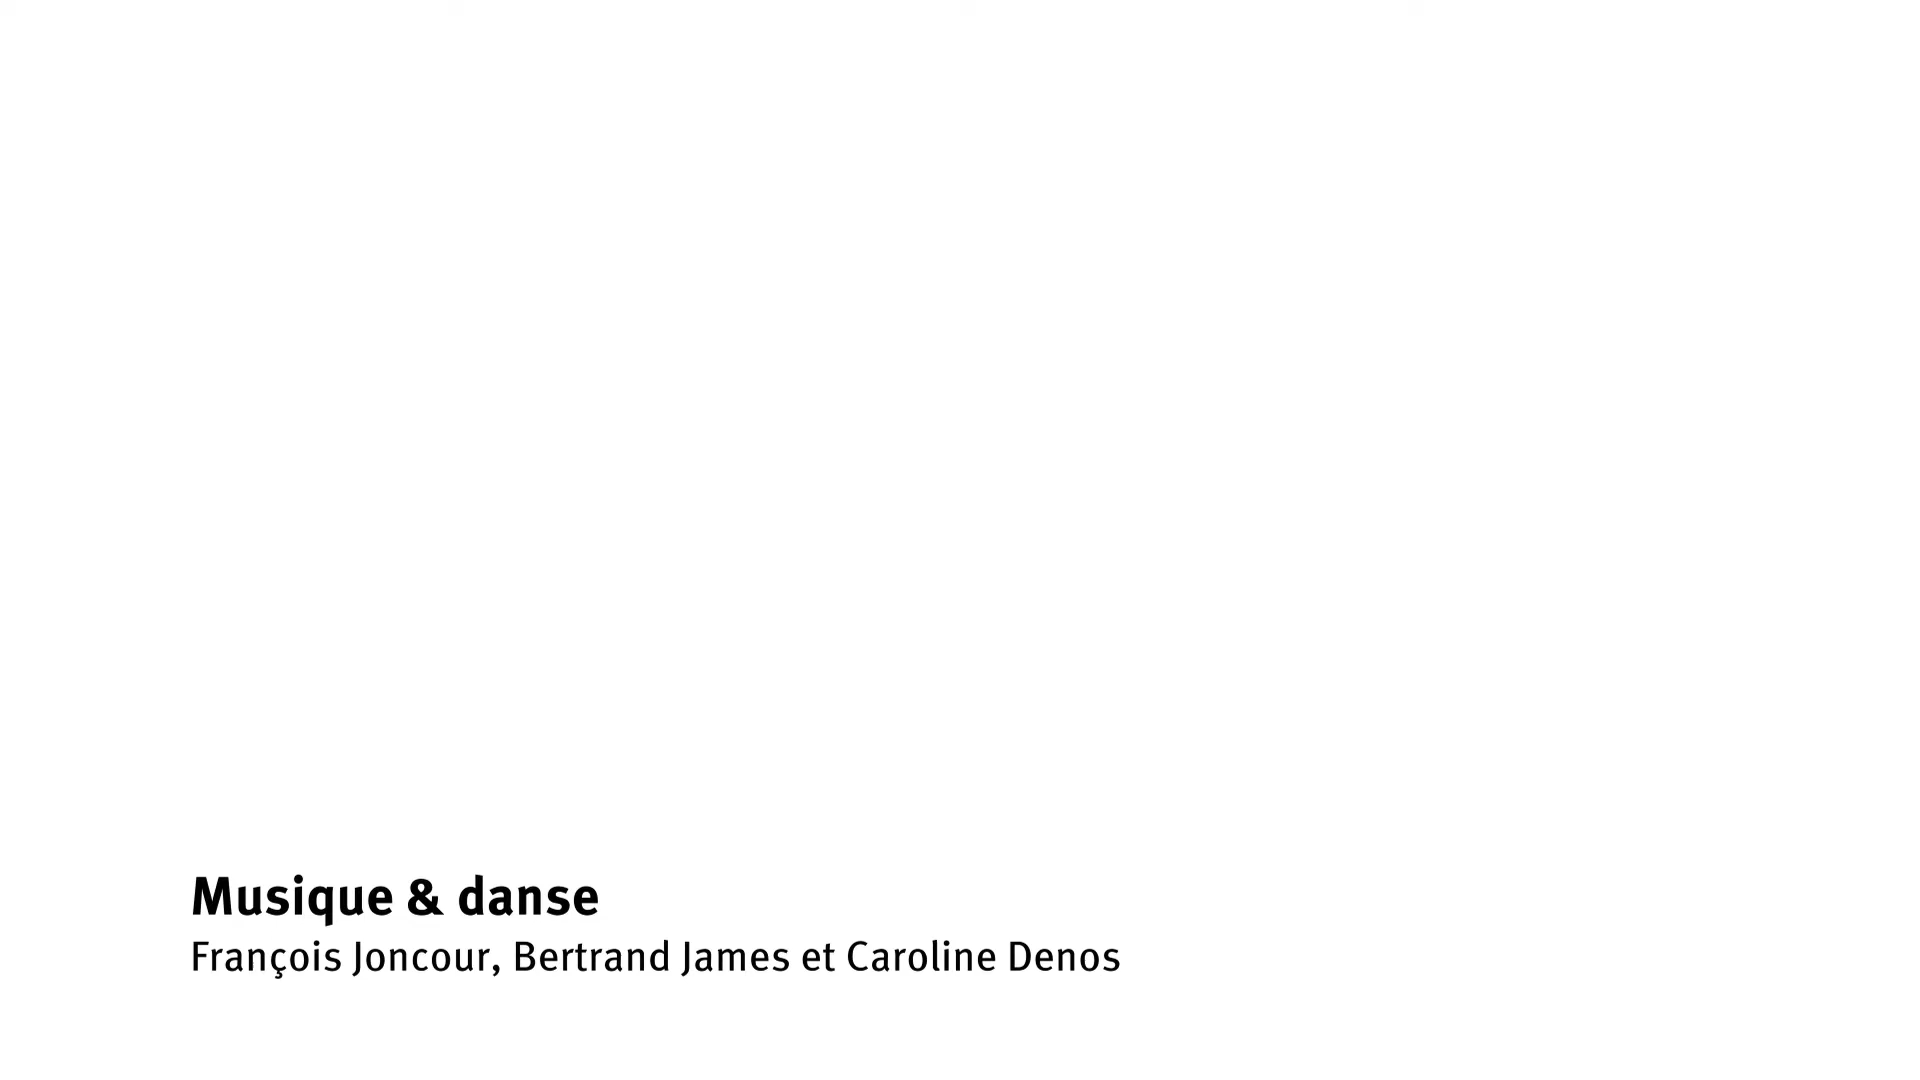 Musique & danse
François Joncour, Bertrand James et Caroline Denos